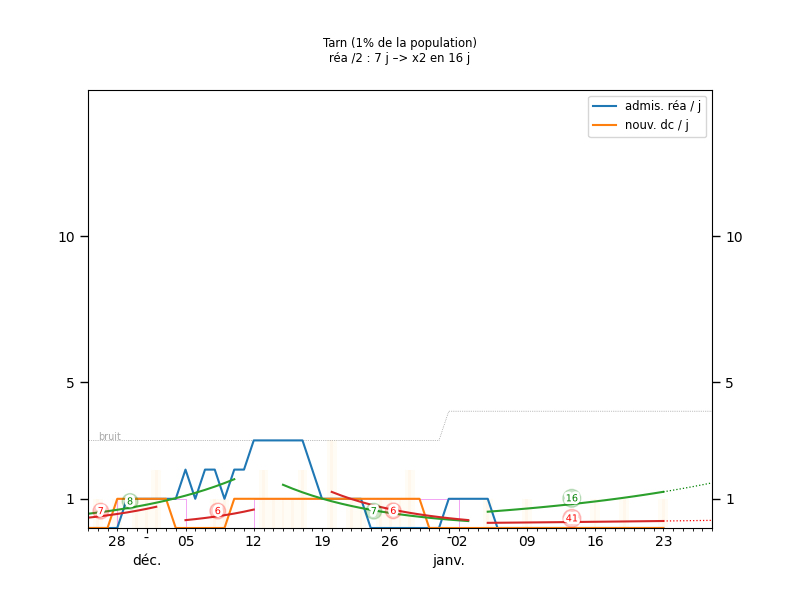 Tarn (1% de la population)
réa /2 : 7 j –> x2 en 16 j
admis. réa / j
nouv. dc / j
10 10
5 5
bruit
1 1
7 8 6 7 6 16 41
28 05 12 19 26 02 09 16 23
déc. janv.